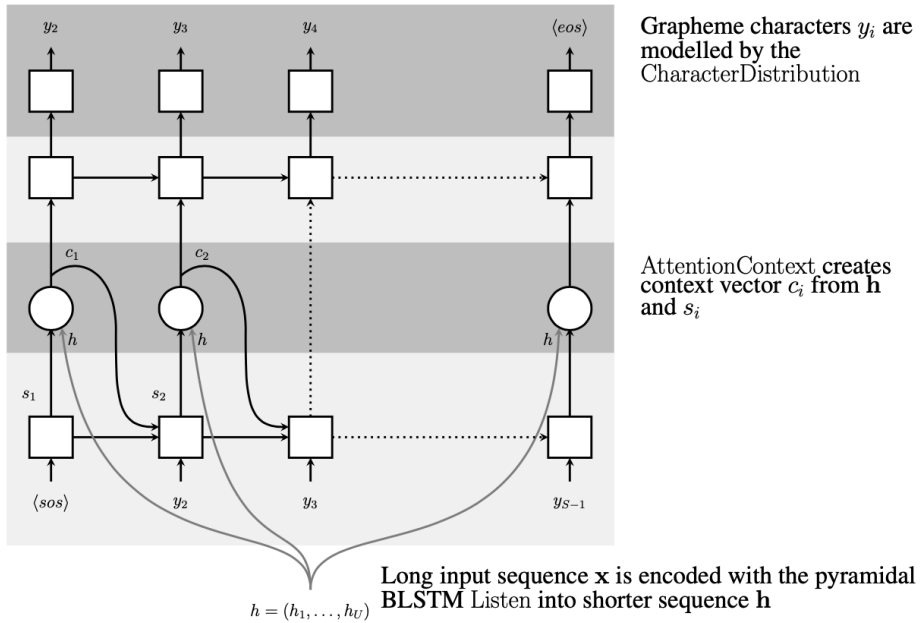 y₂ y₃ y₄ ⟨eos⟩
Grapheme characters yᵢ are
modelled by the
CharacterDistribution
c₁ c₂
AttentionContext creates
context vector cᵢ from h
and sᵢ
h h h
s₁ s₂
⟨sos⟩ y₂ y₃ y_{S−1}
Long input sequence x is encoded with the pyramidal
BLSTM Listen into shorter sequence h
h = (h₁, . . . , h_U)